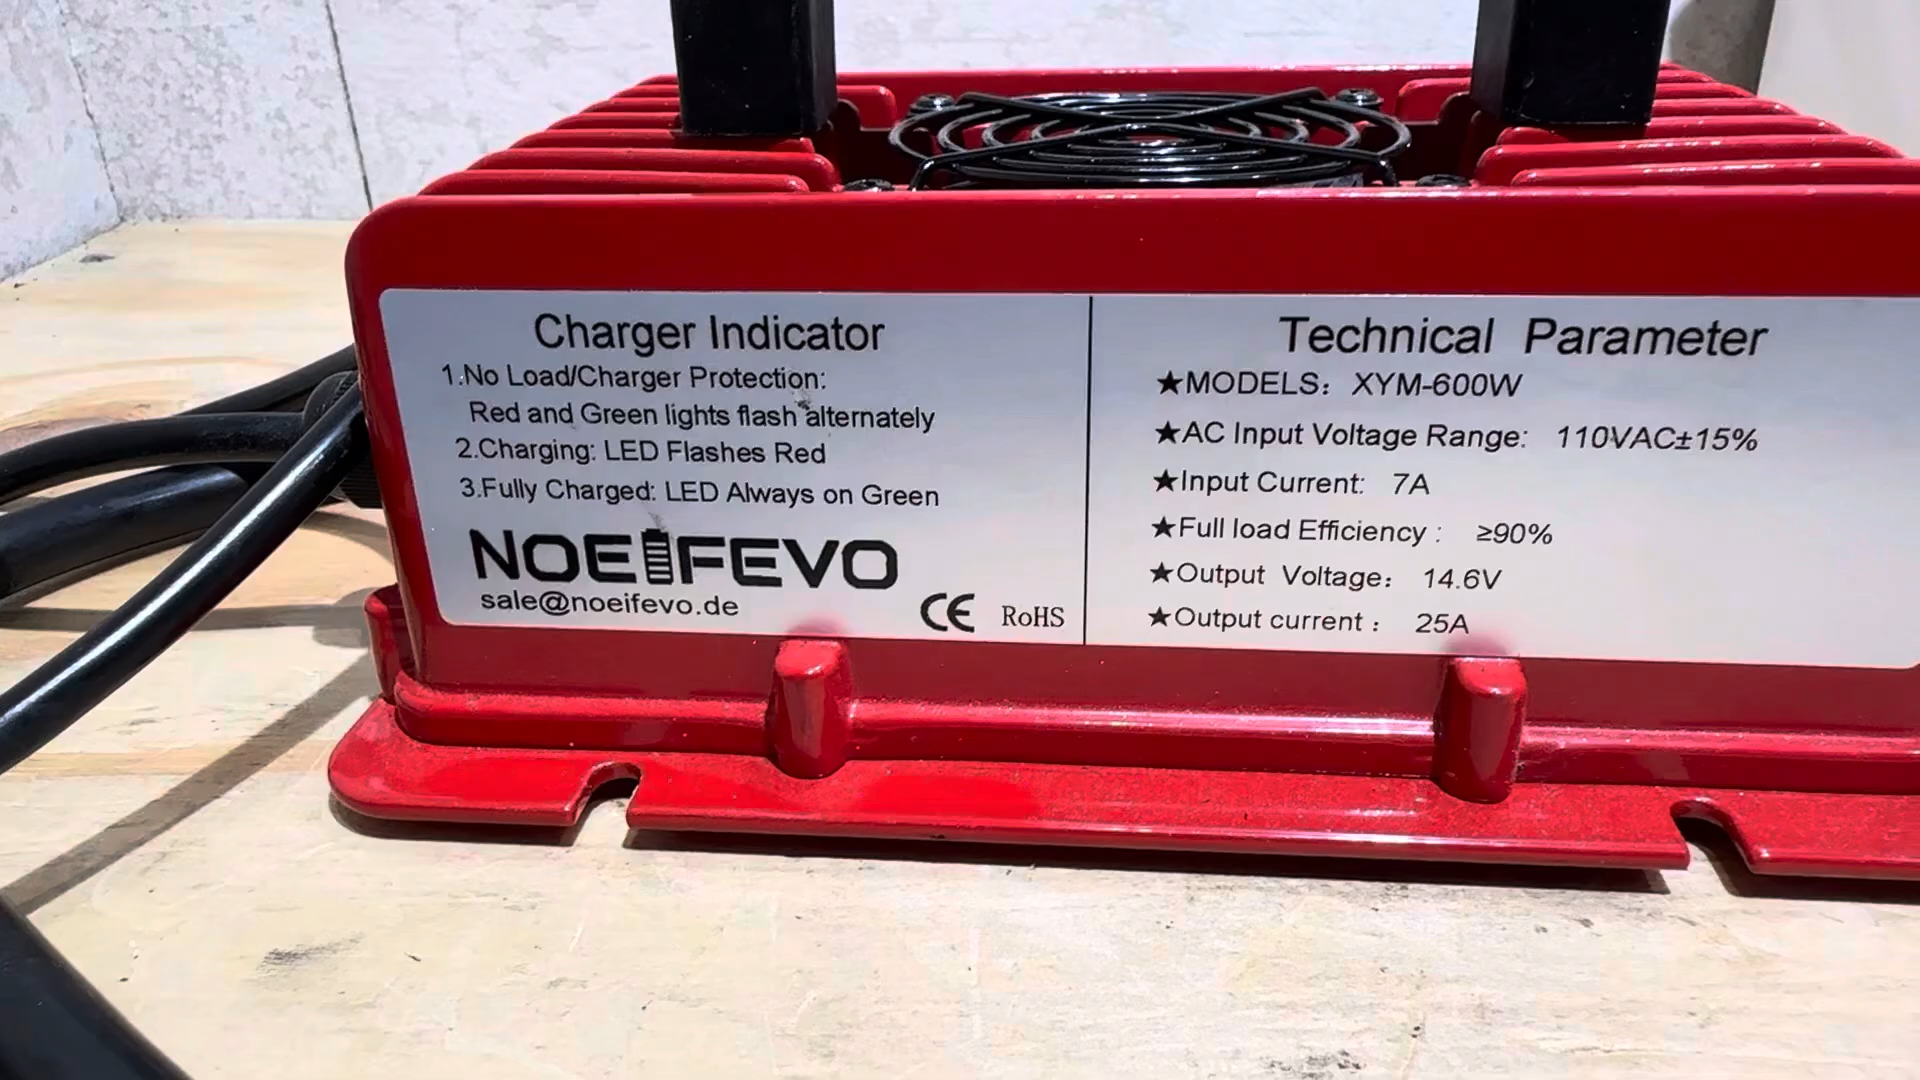 Charger Indicator
1.No Load/Charger Protection:
Red and Green lights flash alternately
2.Charging: LED Flashes Red
3.Fully Charged: LED Always on Green
NOEIFEVO
sale@noeifevo.de
CE RoHS
Technical Parameter
★MODELS: XYM-600W
★AC Input Voltage Range: 110VAC±15%
★Input Current: 7A
★Full load Efficiency : ≥90%
★Output Voltage: 14.6V
★Output current : 25A